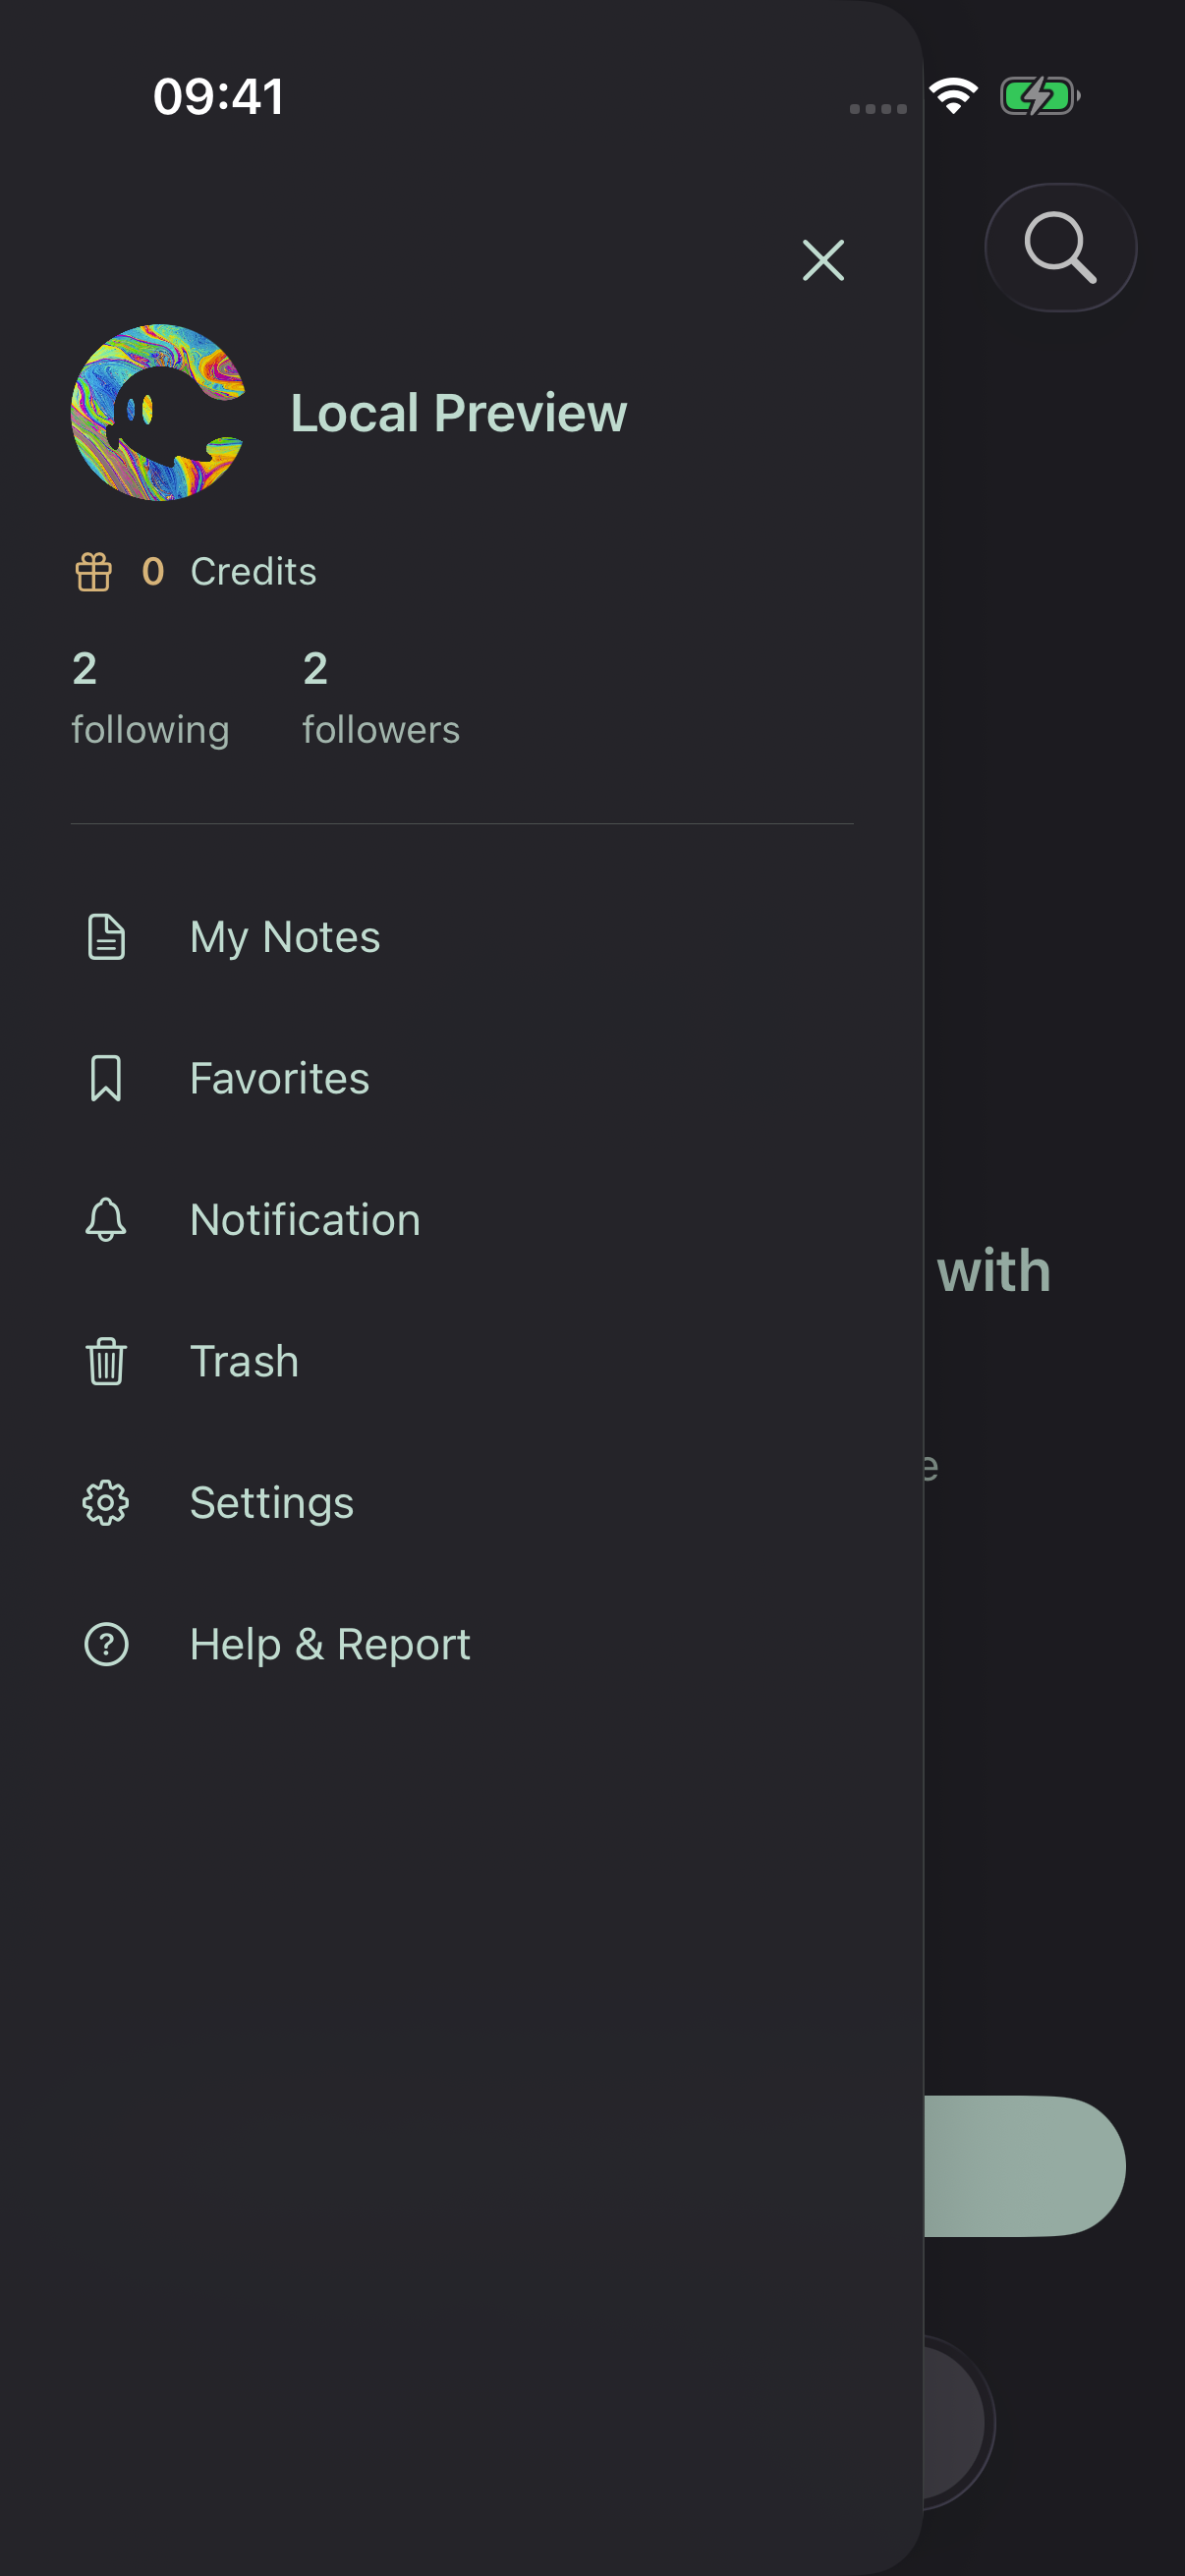 09:41
Local Preview
0 Credits
2 2
following followers
My Notes
Favorites
Notification
with
Trash
e
Settings
Help & Report